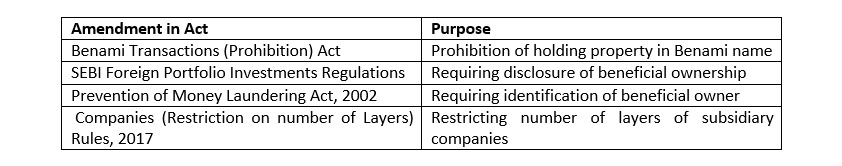 Amendment in Act Purpose
Benami Transactions (Prohibition) Act Prohibition of holding property in Benami name
SEBI Foreign Portfolio Investments Regulations Requiring disclosure of beneficial ownership
Prevention of Money Laundering Act, 2002 Requiring identification of beneficial owner
Companies (Restriction on number of Layers) Restricting number of layers of subsidiary
Rules, 2017 companies